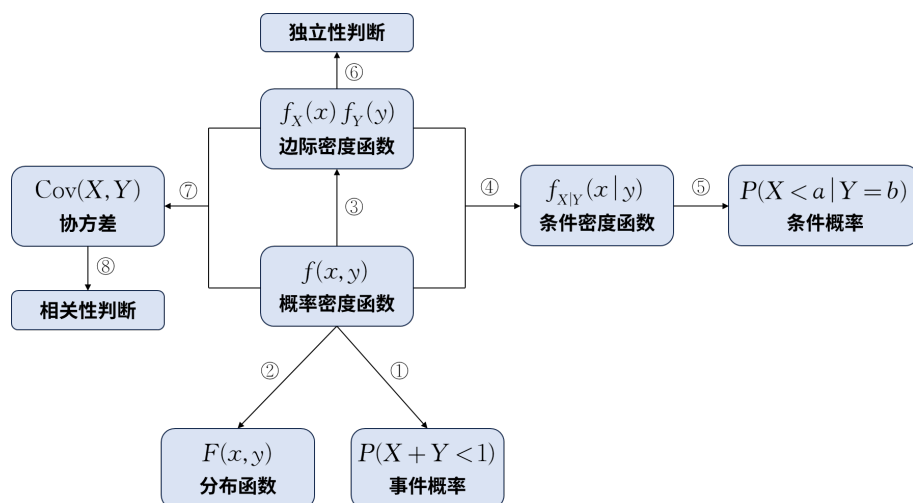 独立性判断
⑥
f_X(x) f_Y(y)
边际密度函数
⑦
③
④
Cov(X, Y)
协方差
f_{X|Y}(x | y)
条件密度函数
⑤
P(X < a | Y = b)
条件概率
⑧
相关性判断
f(x, y)
概率密度函数
②
①
F(x, y)
分布函数
P(X + Y < 1)
事件概率